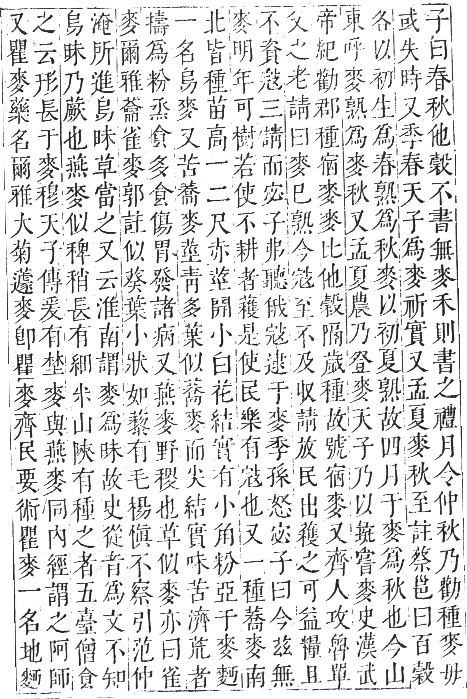 子曰春秋他穀不書無麥禾則書之禮月令仲秋乃勸種麥毋
或失時又季春天子爲麥祈實又孟夏麥秋至註蔡邕曰百穀
各以初生爲春熟爲秋麥以初夏熟故四月于麥爲秋也今山
東呼麥熟爲麥秋又孟夏農乃登麥天子乃以彘嘗麥史漢武
帝紀勸郡種宿麥麥比他穀隔歲種故號宿麥又齊人攻魯單
父之老請曰麥巳熟今寇至不及収請放民出穫之可益糧且
不資寇三請而宓子弗聽俄寇逮于麥季孫怒宓子曰今兹無
麥明年可樹若使不耕者穫是使民樂有寇也又一種蕎麥南
北皆種苗高一二尺赤莖開小白花結實有小角粉亞于麥麵
一名烏麥又苦蕎麥莖青多葉似蕎麥而尖結實味苦濟荒者
擣爲粉烝食多食傷胃發諸病又燕麥野稷也草似麥亦曰雀
麥爾雅蘥雀麥郭註似葵葉小狀如藜有毛楊愼不察引范仲
淹所進烏昧草當之又云淮南謂麥爲昧故史從音爲文不知
烏昧乃蕨也燕麥似稗稍長有細米山陝有種之者五臺僧食
之云形長于麥穆天子傳爰有埜麥與燕麥同内經謂之阿師
又瞿麥藥名爾雅大菊蘧麥卽瞿麥齊民要術瞿麥一名地麵